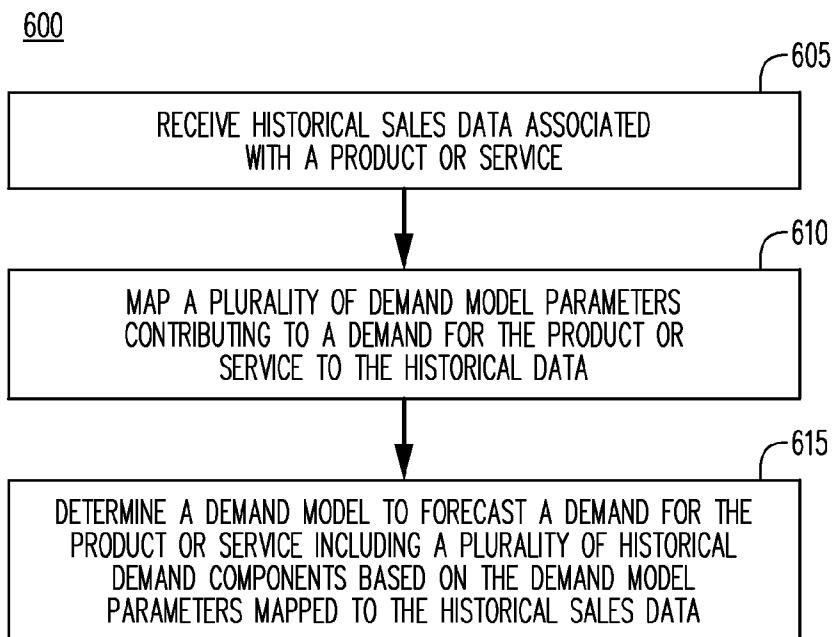 600
605
RECEIVE HISTORICAL SALES DATA ASSOCIATED
WITH A PRODUCT OR SERVICE
610
MAP A PLURALITY OF DEMAND MODEL PARAMETERS
CONTRIBUTING TO A DEMAND FOR THE PRODUCT OR
SERVICE TO THE HISTORICAL DATA
615
DETERMINE A DEMAND MODEL TO FORECAST A DEMAND FOR THE
PRODUCT OR SERVICE INCLUDING A PLURALITY OF HISTORICAL
DEMAND COMPONENTS BASED ON THE DEMAND MODEL
PARAMETERS MAPPED TO THE HISTORICAL SALES DATA